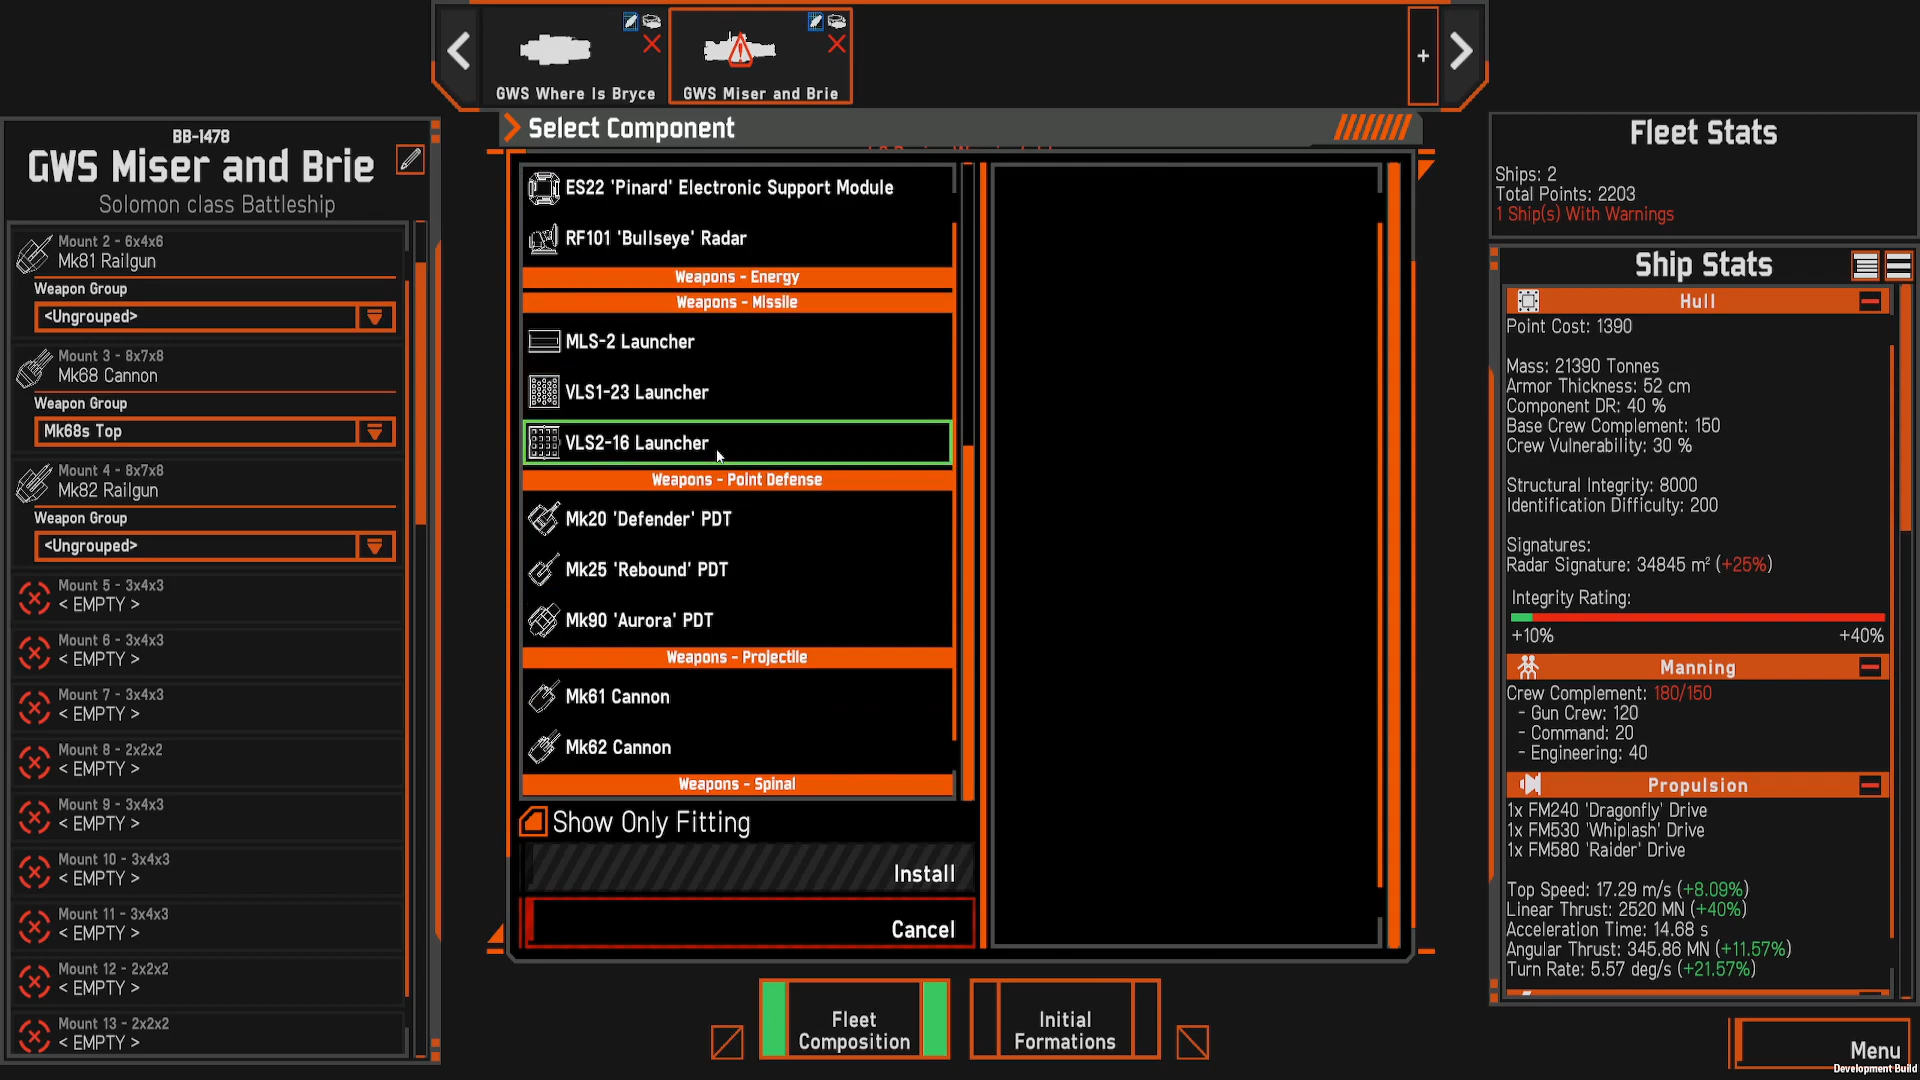 GWS Where Is Bryce
GWS Miser and Brie
+
BB-1478
GWS Miser and Brie
Solomon class Battleship
Mount 2 - 6x4x6
Mk81 Railgun
Weapon Group
<Ungrouped>
Mount 3 - 8x7x8
Mk68 Cannon
Weapon Group
Mk68s Top
Mount 4 - 8x7x8
Mk82 Railgun
Weapon Group
<Ungrouped>
Mount 5 - 3x4x3
< EMPTY >
Mount 6 - 3x4x3
< EMPTY >
Mount 7 - 3x4x3
< EMPTY >
Mount 8 - 2x2x2
< EMPTY >
Mount 9 - 3x4x3
< EMPTY >
Mount 10 - 3x4x3
< EMPTY >
Mount 11 - 3x4x3
< EMPTY >
Mount 12 - 2x2x2
< EMPTY >
Mount 13 - 2x2x2
< EMPTY >
Select Component
ES22 'Pinard' Electronic Support Module
RF101 'Bullseye' Radar
Weapons - Energy
Weapons - Missile
MLS-2 Launcher
VLS1-23 Launcher
VLS2-16 Launcher
Weapons - Point Defense
Mk20 'Defender' PDT
Mk25 'Rebound' PDT
Mk90 'Aurora' PDT
Weapons - Projectile
Mk61 Cannon
Mk62 Cannon
Weapons - Spinal
Show Only Fitting
Install
Cancel
Fleet Composition
Initial Formations
Fleet Stats
Ships: 2
Total Points: 2203
1 Ship(s) With Warnings
Ship Stats
Hull
Point Cost: 1390
Mass: 21390 Tonnes
Armor Thickness: 52 cm
Component DR: 40 %
Base Crew Complement: 150
Crew Vulnerability: 30 %
Structural Integrity: 8000
Identification Difficulty: 200
Signatures:
Radar Signature: 34845 m² (+25%)
Integrity Rating:
+10% +40%
Manning
Crew Complement: 180/150
- Gun Crew: 120
- Command: 20
- Engineering: 40
Propulsion
1x FM240 'Dragonfly' Drive
1x FM530 'Whiplash' Drive
1x FM580 'Raider' Drive
Top Speed: 17.29 m/s (+8.09%)
Linear Thrust: 2520 MN (+40%)
Acceleration Time: 14.68 s
Angular Thrust: 345.86 MN (+11.57%)
Turn Rate: 5.57 deg/s (+21.57%)
Menu
Development Build